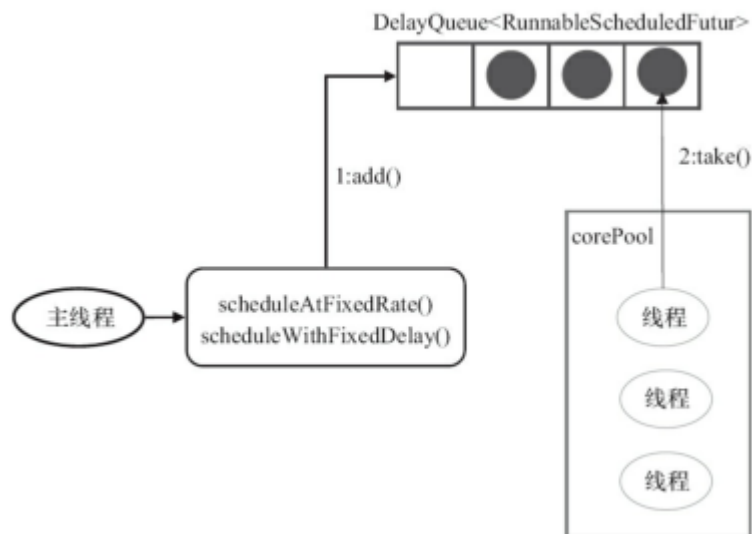 DelayQueue<RunnableScheduledFutur>
1:add()
2:take()
corePool
主线程
scheduleAtFixedRate()
scheduleWithFixedDelay()
线程
线程
线程